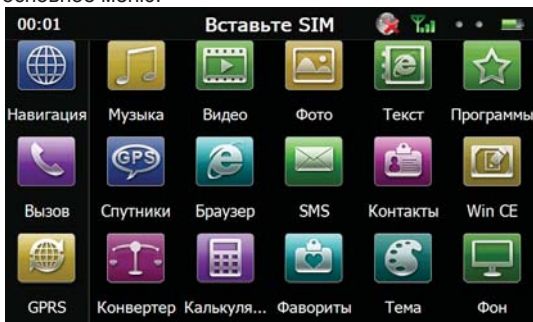 основное меню.
00:01 Вставьте SIM
Навигация Музыка Видео Фото Текст Программы
GPS
Вызов Спутники Браузер SMS Контакты Win CE
GPRS Конвертер Калькуля... Фавориты Тема Фон